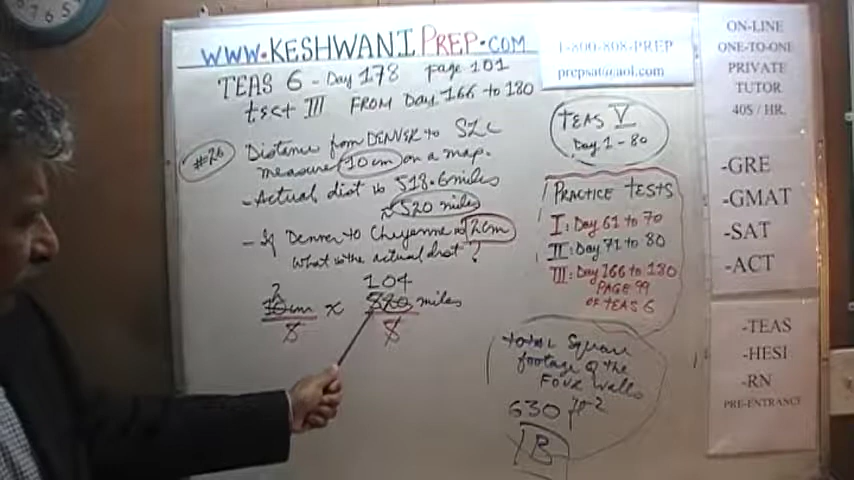 WWW.KESHWANIPREP.COM
TEAS 6 - Day 178 page 101
test III FROM Day 166 to 180
#26 Distance from DENVER to SLC
measure 10cm on a map.
- Actual dist is 518.6 miles
≈ 520 miles
- If Denver to Cheyenne is 2cm
What is the actual dist?
2 104
10cm x 520 miles
5 5
1-800-808-PREP
prepsat@aol.com
TEAS V
Day 1-80
PRACTICE TESTS
I: Day 61 to 70
II: Day 71 to 80
III: Day 166 to 180
PAGE 99
OF TEAS 6
TOTAL Square
footage of the
FOUR walls
630 ft²
B
ON-LINE
ONE-TO-ONE
PRIVATE
TUTOR
40$ / HR.
-GRE
-GMAT
-SAT
-ACT
-TEAS
-HESI
-RN
PRE-ENTRANCE